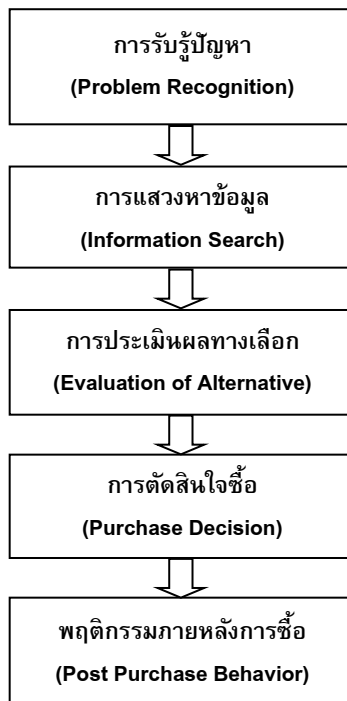 การรับรู้ปัญหา
(Problem Recognition)
การแสวงหาข้อมูล
(Information Search)
การประเมินผลทางเลือก
(Evaluation of Alternative)
การตัดสินใจซื้อ
(Purchase Decision)
พฤติกรรมภายหลังการซื้อ
(Post Purchase Behavior)